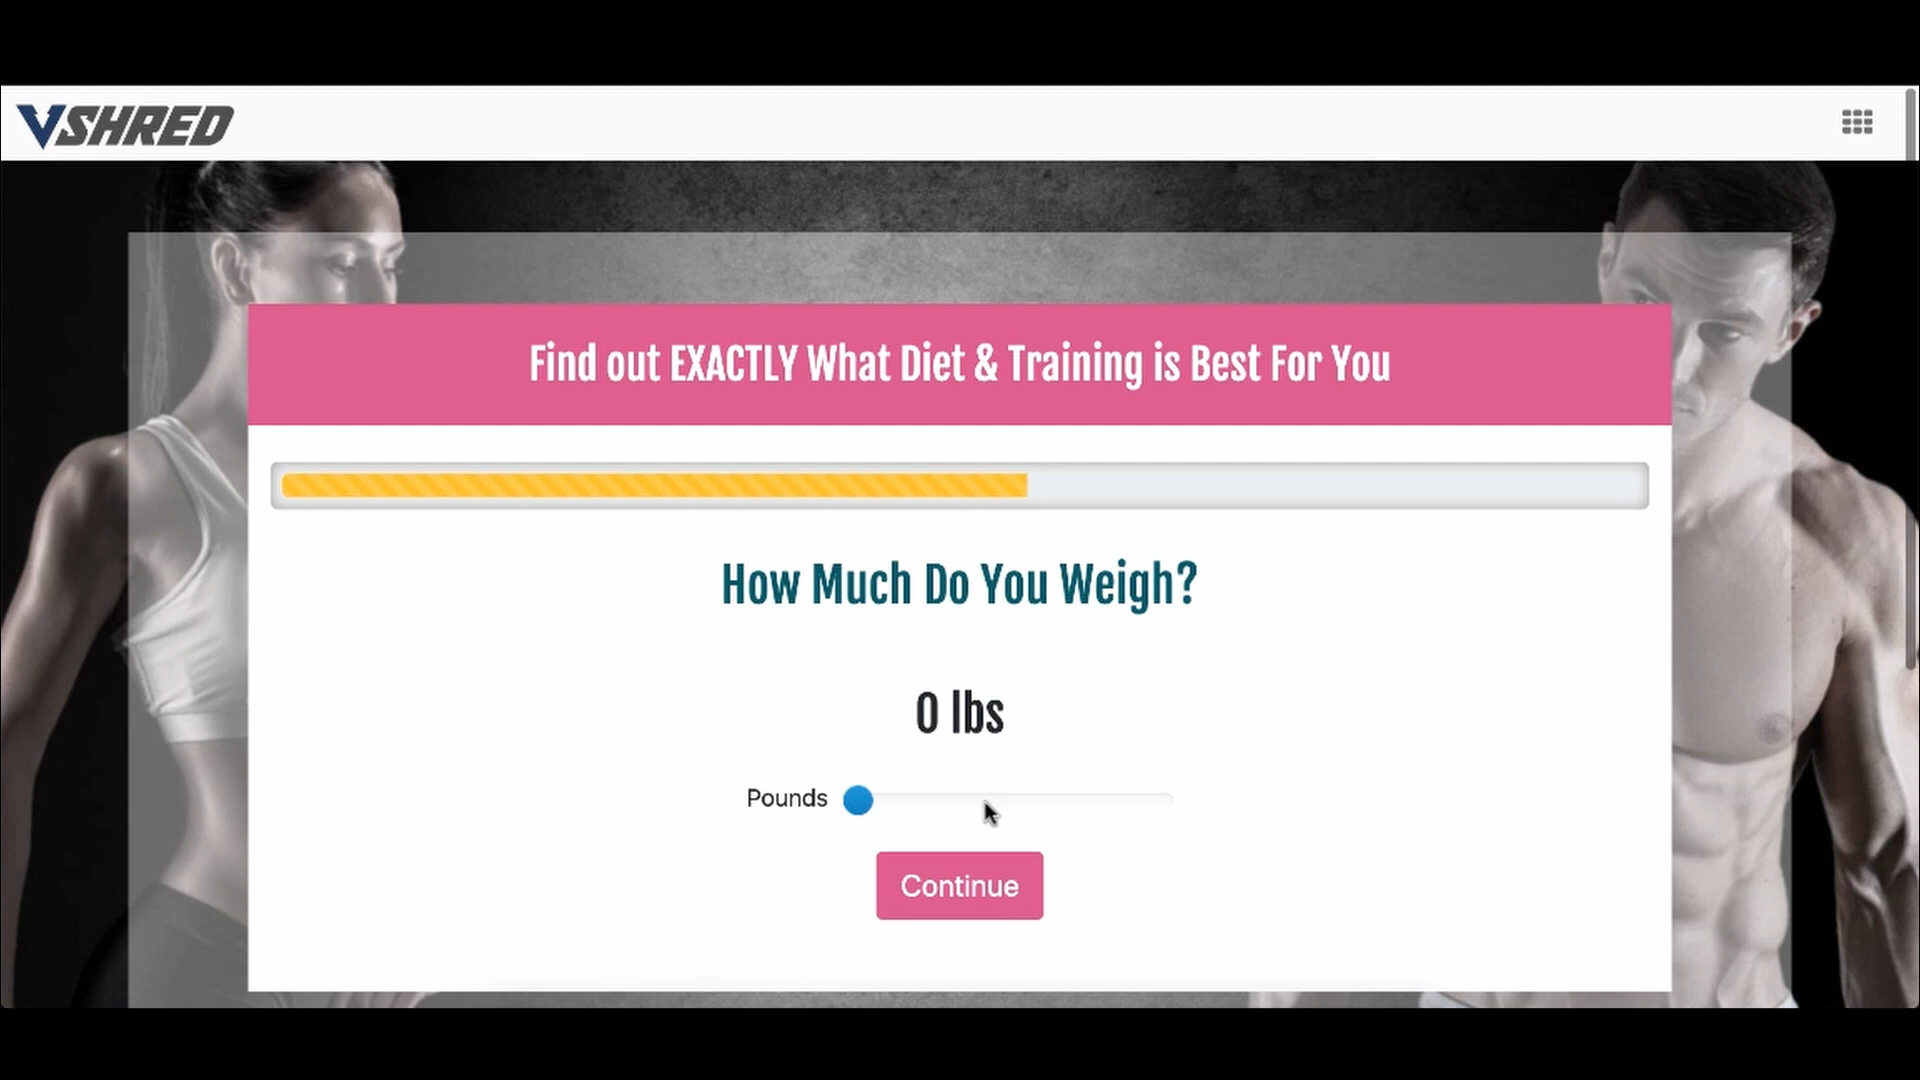 VSHRED
Find out EXACTLY What Diet & Training is Best For You
How Much Do You Weigh?
0 lbs
Pounds
Continue